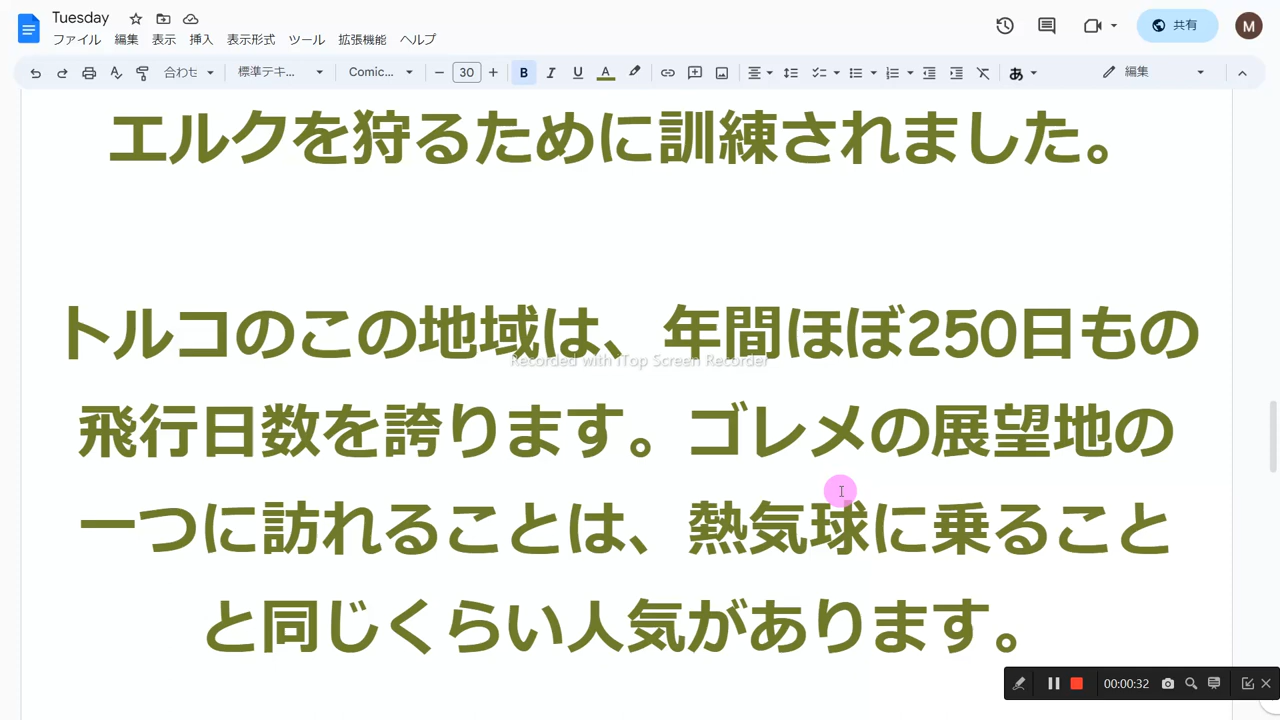 Tuesday
ファイル 編集 表示 挿入 表示形式 ツール 拡張機能 ヘルプ
共有
M
合わせ 標準テキ... Comic... 30 B I U A あ 編集
エルクを狩るために訓練されました。
トルコのこの地域は、年間ほぼ250日もの
Recorded with iTop Screen Recorder
飛行日数を誇ります。ゴレメの展望地の
一つに訪れることは、熱気球に乗ること
と同じくらい人気があります。
00:00:32